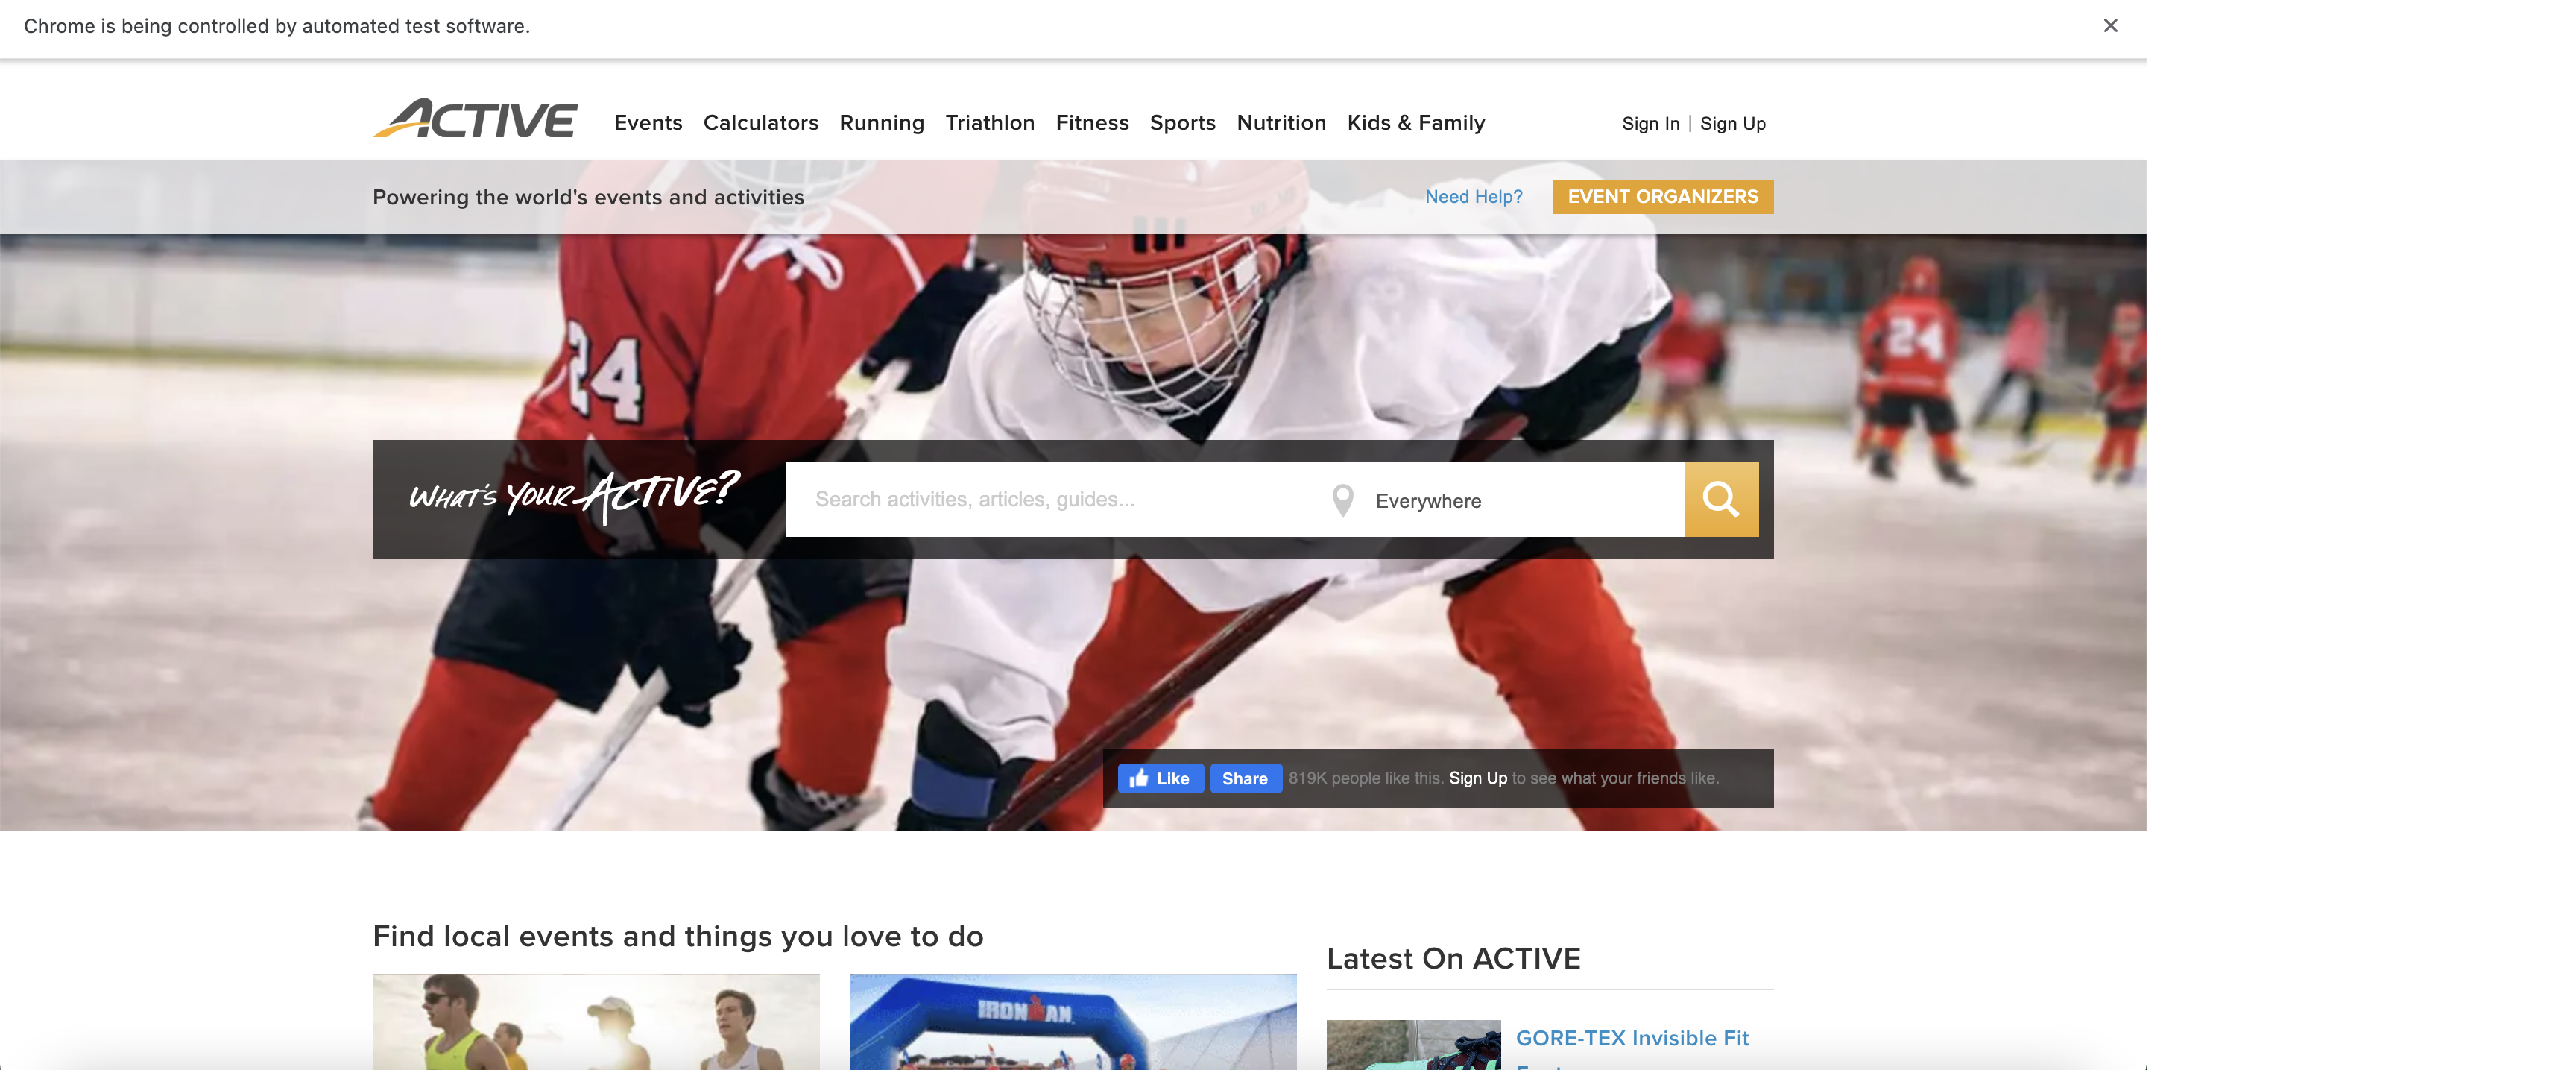 Chrome is being controlled by automated test software.
ACTIVE
Events Calculators Running Triathlon Fitness Sports Nutrition Kids & Family
Sign In | Sign Up
Powering the world's events and activities
Need Help?
EVENT ORGANIZERS
24
24
WHAT'S YOUR ACTIVE?
Search activities, articles, guides...
Everywhere
Like
Share
819K people like this. Sign Up to see what your friends like.
Find local events and things you love to do
Latest On ACTIVE
IRONMAN
GORE-TEX Invisible Fit